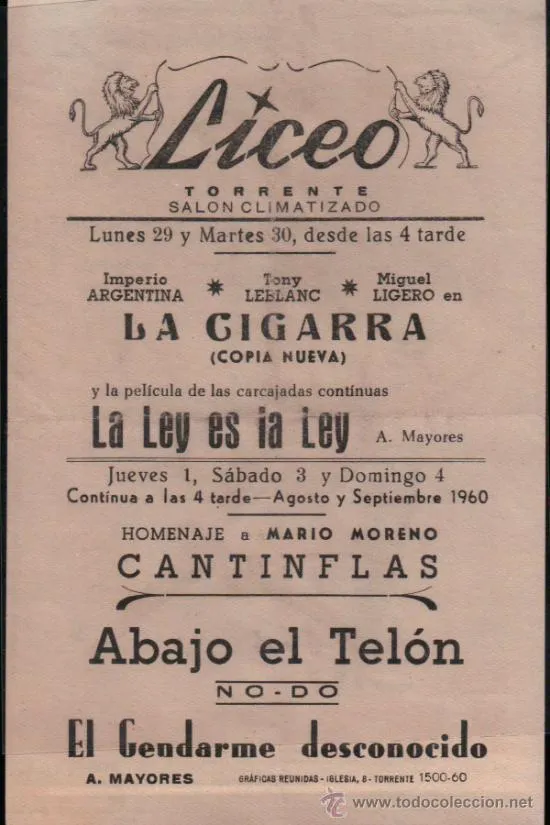 Liceo
TORRENTE
SALON CLIMATIZADO
Lunes 29 y Martes 30, desde las 4 tarde
Imperio ARGENTINA * Tony LEBLANC * Miguel LIGERO en
LA CIGARRA
(COPIA NUEVA)
y la película de las carcajadas contínuas
La Ley es ia Ley A. Mayores
Jueves 1, Sábado 3 y Domingo 4
Contínua a las 4 tarde—Agosto y Septiembre 1960
HOMENAJE a MARIO MORENO
CANTINFLAS
Abajo el Telón
NO-DO
El Gendarme desconocido
A. MAYORES GRÁFICAS REUNIDAS - IGLESIA, 8 - TORRENTE 1500-60
www.todocoleccion.net